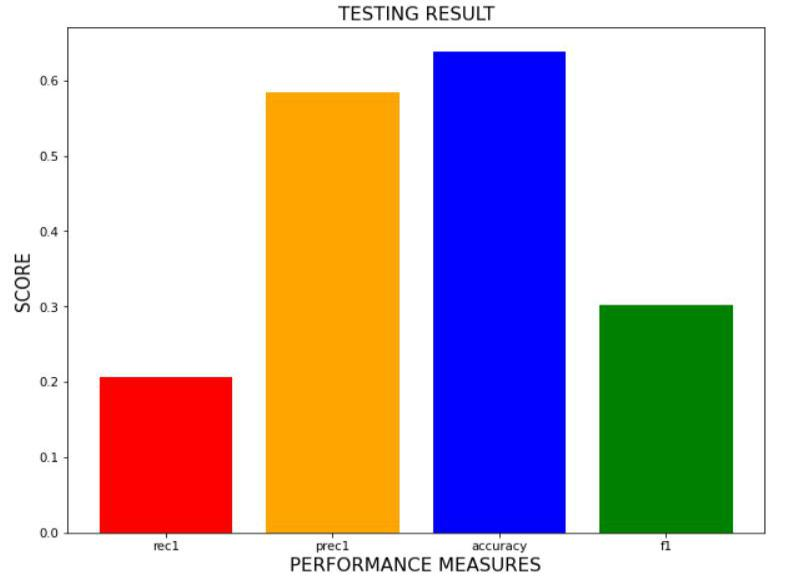 TESTING RESULT
0.6
0.5
0.4
0.3
0.2
0.1
0.0
SCORE
rec1 prec1 accuracy f1
PERFORMANCE MEASURES